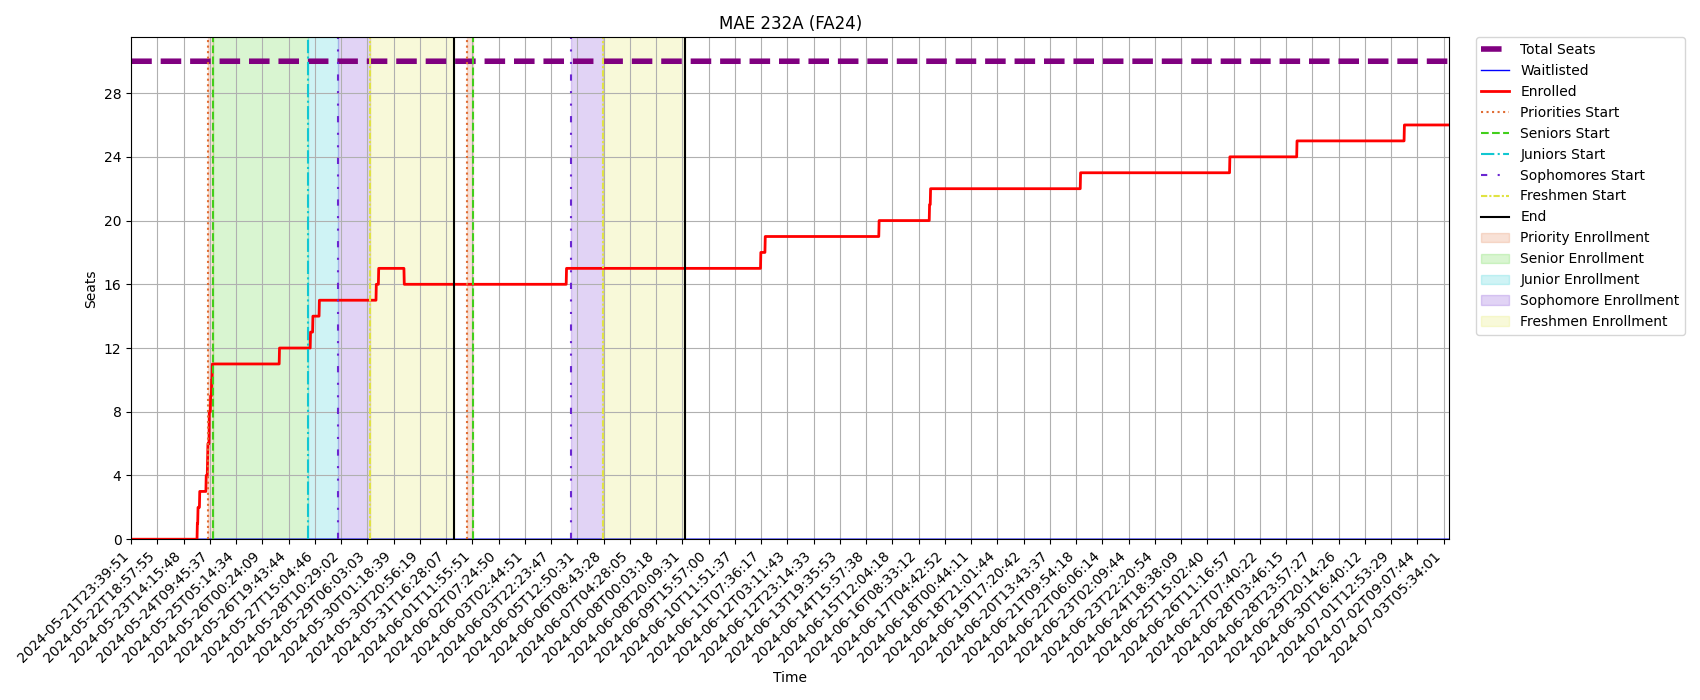 MAE 232A (FA24)
Total Seats
Waitlisted
Enrolled
Priorities Start
Seniors Start
Juniors Start
Sophomores Start
Freshmen Start
End
Priority Enrollment
Senior Enrollment
Junior Enrollment
Sophomore Enrollment
Freshmen Enrollment
Seats
28
24
20
16
12
8
4
0
2024-05-21T23:39:51
2024-05-22T18:57:55
2024-05-23T14:15:48
2024-05-24T09:45:37
2024-05-25T05:14:34
2024-05-26T00:24:09
2024-05-26T19:43:44
2024-05-27T15:04:46
2024-05-28T10:29:02
2024-05-29T06:03:03
2024-05-30T01:18:39
2024-05-30T20:56:19
2024-05-31T16:28:07
2024-06-01T11:55:51
2024-06-02T07:24:50
2024-06-03T02:44:51
2024-06-03T22:23:47
2024-06-05T12:50:31
2024-06-06T08:43:28
2024-06-07T04:28:05
2024-06-08T00:03:18
2024-06-08T20:09:31
2024-06-09T15:57:00
2024-06-10T11:51:37
2024-06-11T07:36:17
2024-06-12T03:11:43
2024-06-12T23:14:33
2024-06-13T19:35:53
2024-06-14T15:57:38
2024-06-15T12:04:18
2024-06-16T08:33:12
2024-06-17T04:42:52
2024-06-18T00:44:11
2024-06-18T21:01:44
2024-06-19T17:20:42
2024-06-20T13:43:37
2024-06-21T09:54:18
2024-06-22T06:06:14
2024-06-23T02:09:44
2024-06-23T22:20:54
2024-06-24T18:38:09
2024-06-25T15:02:40
2024-06-26T11:16:57
2024-06-27T07:40:22
2024-06-28T03:46:15
2024-06-28T23:57:27
2024-06-29T20:14:26
2024-06-30T16:40:12
2024-07-01T12:53:29
2024-07-02T09:07:44
2024-07-03T05:34:01
Time